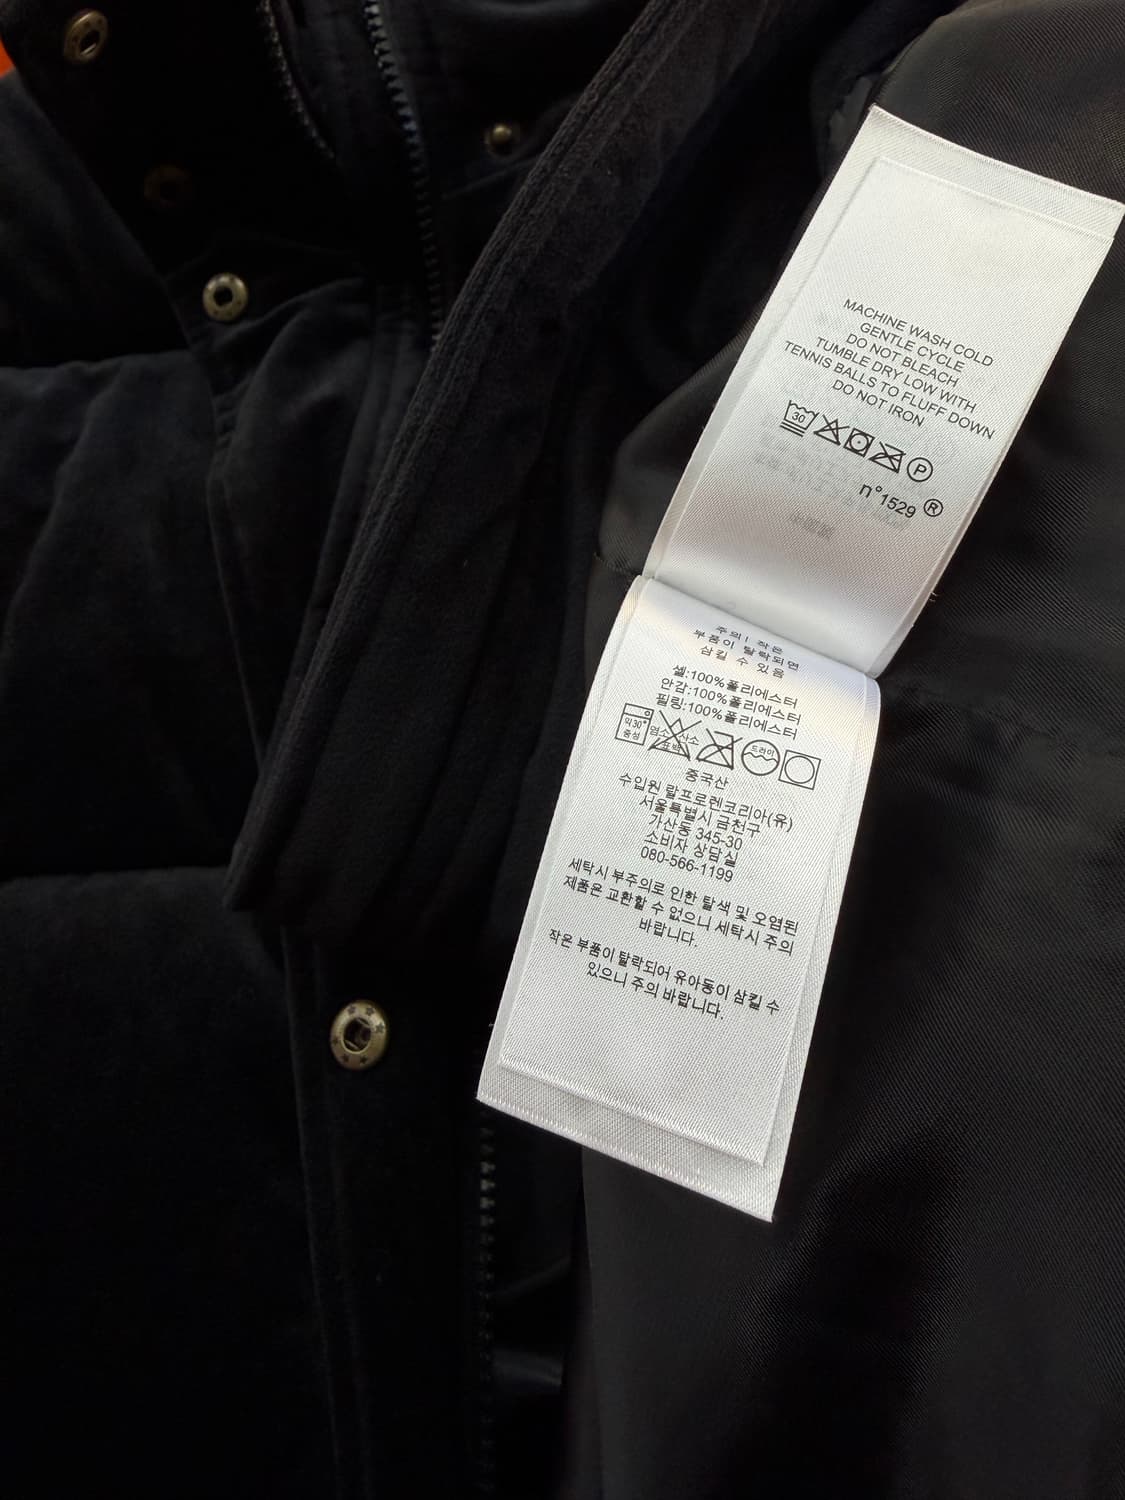 MACHINE WASH COLD
GENTLE CYCLE
DO NOT BLEACH
TUMBLE DRY LOW WITH
TENNIS BALLS TO FLUFF DOWN
DO NOT IRON
30 P
n°1529 ®
주의! 작은
부품이 탈락되면
삼킬 수 있음
셀:100%폴리에스터
안감:100%폴리에스터
필링:100%폴리에스터
약30° 중성 염소 산소 표백 드라이
중국산
수입원 랄프로렌코리아(유)
서울특별시 금천구
가산동 345-30
소비자 상담실
080-566-1199
세탁시 부주의로 인한 탈색 및 오염된
제품은 교환할 수 없으니 세탁시 주의
바랍니다.
작은 부품이 탈락되어 유아동이 삼킬 수
있으니 주의 바랍니다.